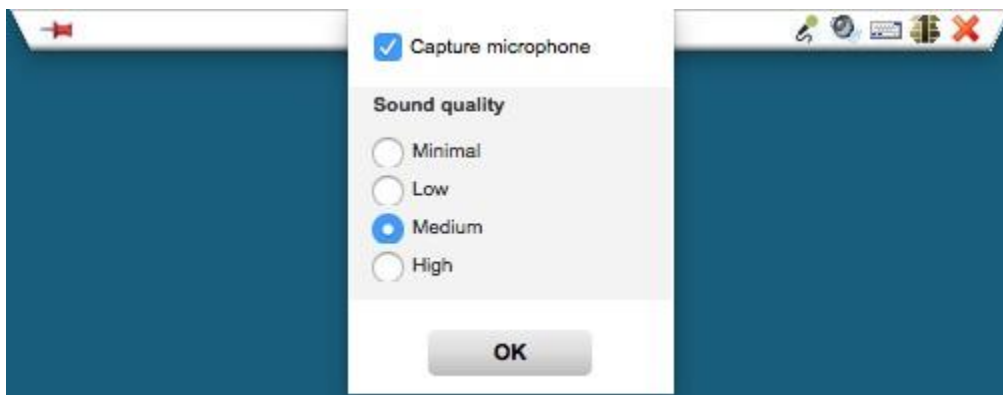 Capture microphone
Sound quality
Minimal
Low
Medium
High
OK